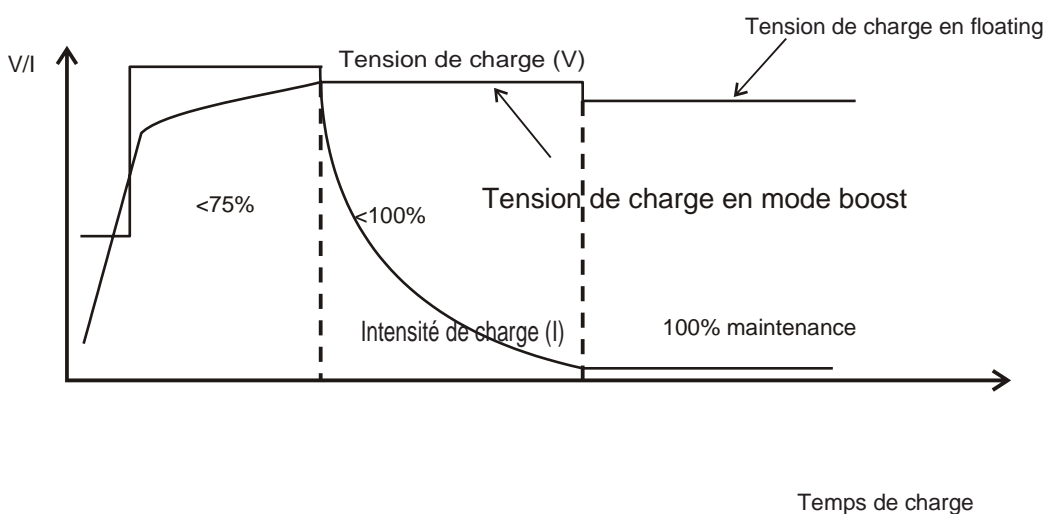 Tension de charge en floating
V/I
Tension de charge (V)
<75%
<100%
Tension de charge en mode boost
Intensité de charge (I)
100% maintenance
Temps de charge